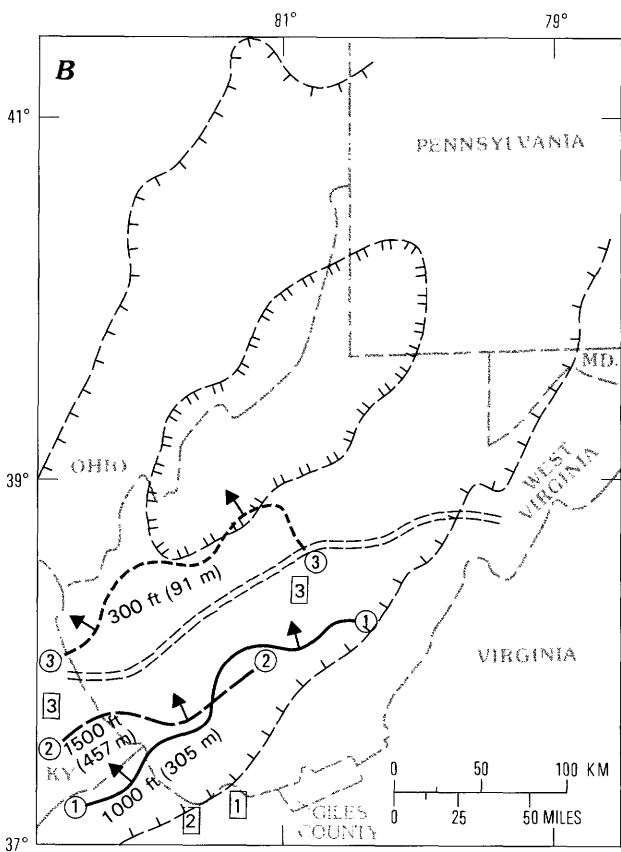 81°
79°
B
41°
PENNSYLVANIA
MD.
OHIO
39°
WEST
VIRGINIA
3
300 ft (91 m)
3
1
VIRGINIA
3
2
3
1500 ft
(457 m)
2
0 50 100 KM
KY
1000 ft (305 m)
1
0 25 50 MILES
2
1
GILES
COUNTY
37°